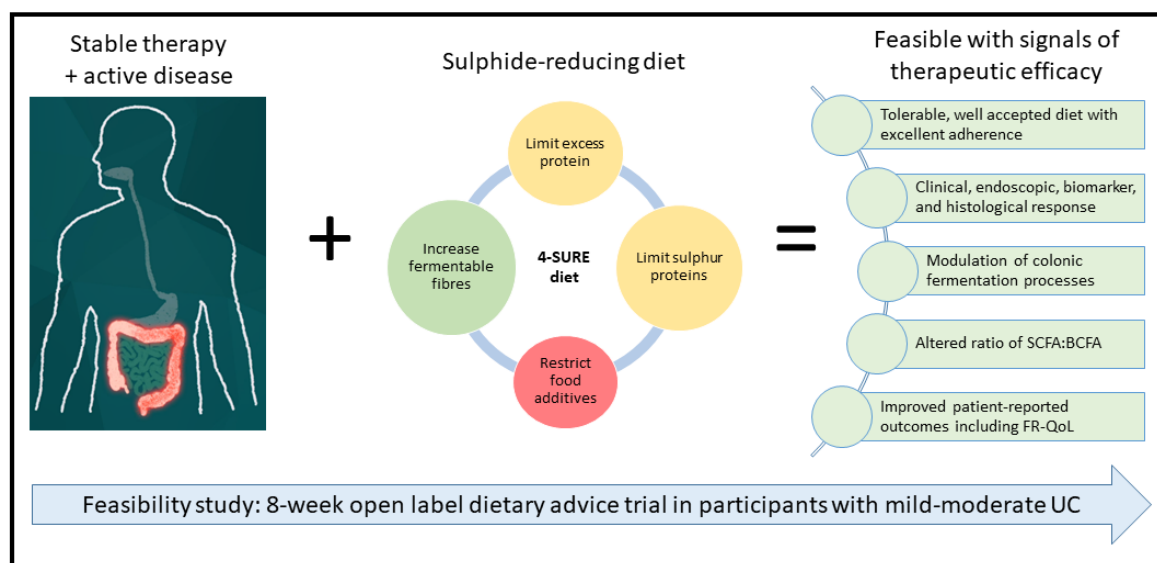 Stable therapy
+ active disease
Sulphide-reducing diet
Feasible with signals of
therapeutic efficacy
+
Limit excess
protein
Increase
fermentable
fibres
4-SURE
diet
Limit sulphur
proteins
Restrict
food
additives
=
Tolerable, well accepted diet with
excellent adherence
Clinical, endoscopic, biomarker,
and histological response
Modulation of colonic
fermentation processes
Altered ratio of SCFA:BCFA
Improved patient-reported
outcomes including FR-QoL
Feasibility study: 8-week open label dietary advice trial in participants with mild-moderate UC